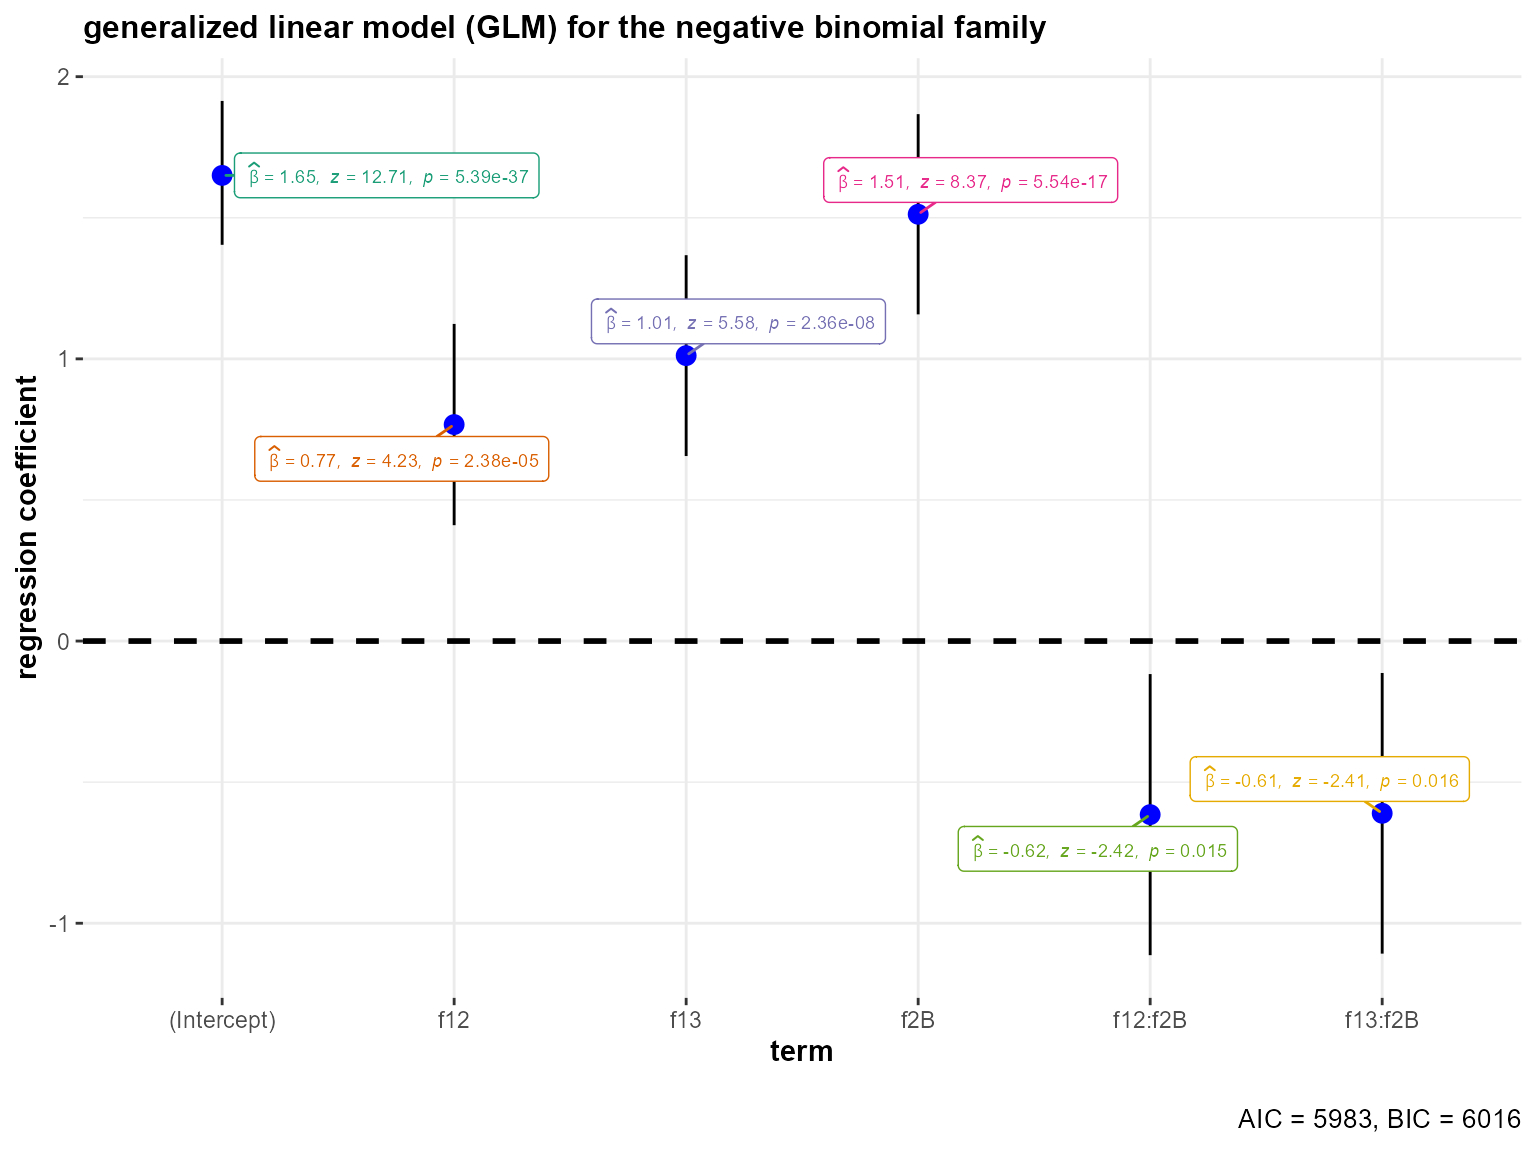 generalized linear model (GLM) for the negative binomial family
2
1
0
-1
regression coefficient
β̂ = 1.65, z = 12.71, p = 5.39e-37
β̂ = 0.77, z = 4.23, p = 2.38e-05
β̂ = 1.01, z = 5.58, p = 2.36e-08
β̂ = 1.51, z = 8.37, p = 5.54e-17
β̂ = -0.62, z = -2.42, p = 0.015
β̂ = -0.61, z = -2.41, p = 0.016
(Intercept)
f12
f13
f2B
f12:f2B
f13:f2B
term
AIC = 5983, BIC = 6016